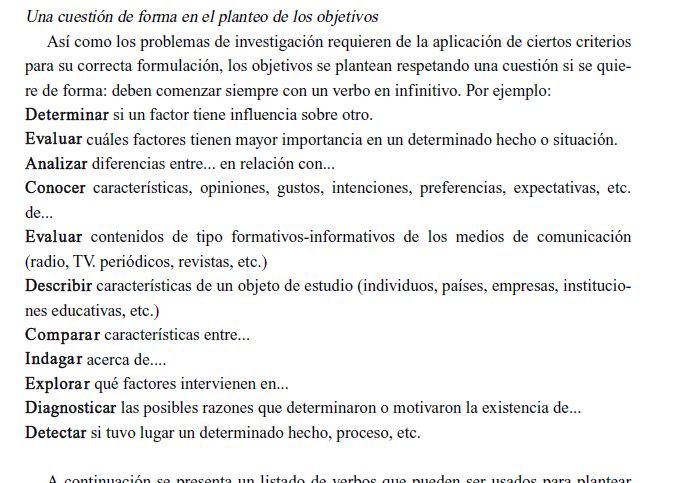 Una cuestión de forma en el planteo de los objetivos
Así como los problemas de investigación requieren de la aplicación de ciertos criterios
para su correcta formulación, los objetivos se plantean respetando una cuestión si se quie-
re de forma: deben comenzar siempre con un verbo en infinitivo. Por ejemplo:
Determinar si un factor tiene influencia sobre otro.
Evaluar cuáles factores tienen mayor importancia en un determinado hecho o situación.
Analizar diferencias entre... en relación con...
Conocer características, opiniones, gustos, intenciones, preferencias, expectativas, etc.
de...
Evaluar contenidos de tipo formativos-informativos de los medios de comunicación
(radio, TV. periódicos, revistas, etc.)
Describir características de un objeto de estudio (individuos, países, empresas, institucio-
nes educativas, etc.)
Comparar características entre...
Indagar acerca de....
Explorar qué factores intervienen en...
Diagnosticar las posibles razones que determinaron o motivaron la existencia de...
Detectar si tuvo lugar un determinado hecho, proceso, etc.
A continuación se presenta un listado de verbos que pueden ser usados para plantear